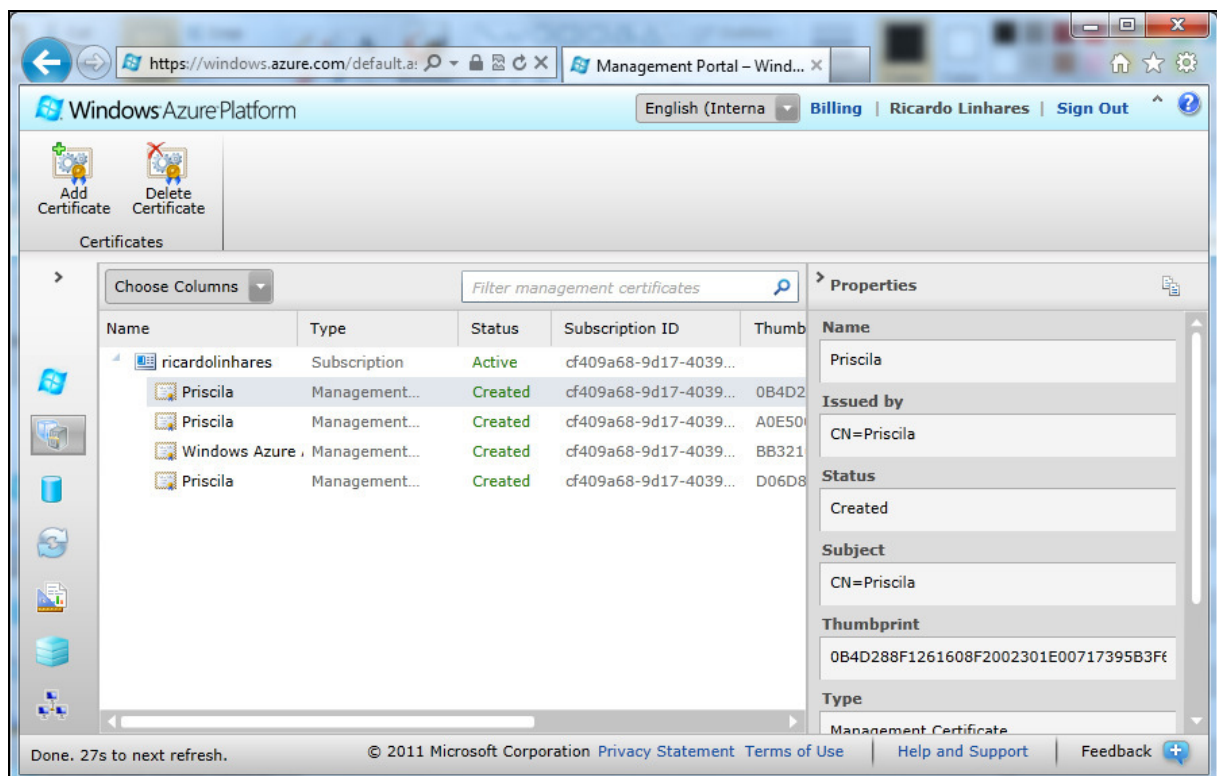 https://windows.azure.com/default.a
Management Portal – Wind...
Windows Azure Platform
English (Interna
Billing | Ricardo Linhares | Sign Out
Add Certificate
Delete Certificate
Certificates
Choose Columns
Filter management certificates
Properties
Name Type Status Subscription ID Thumb
ricardolinhares Subscription Active cf409a68-9d17-4039...
Priscila Management... Created cf409a68-9d17-4039... 0B4D2
Priscila Management... Created cf409a68-9d17-4039... A0E50
Windows Azure Management... Created cf409a68-9d17-4039... BB321
Priscila Management... Created cf409a68-9d17-4039... D06D8
Name
Priscila
Issued by
CN=Priscila
Status
Created
Subject
CN=Priscila
Thumbprint
0B4D288F1261608F2002301E00717395B3F6
Type
Management Certificate
Done. 27s to next refresh.
© 2011 Microsoft Corporation Privacy Statement Terms of Use | Help and Support | Feedback